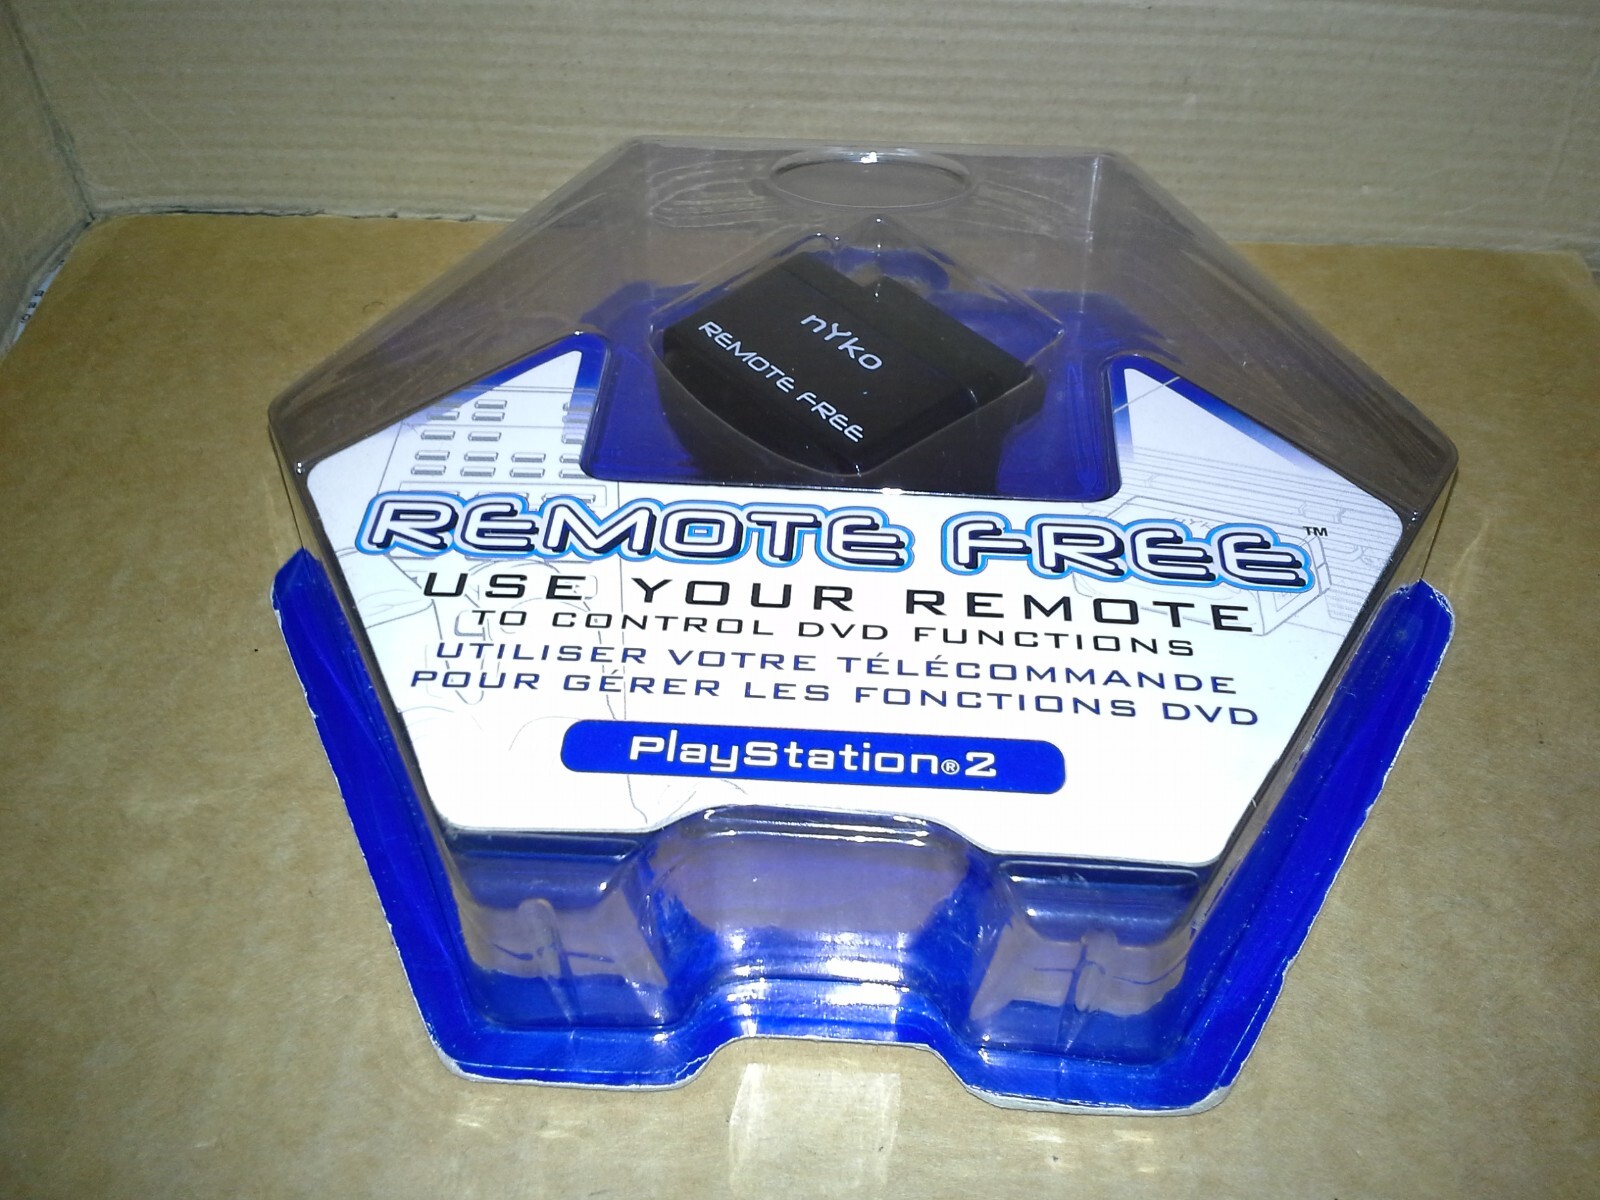 nYko
REMOTE FREE
REMOTE FREE™
USE YOUR REMOTE
TO CONTROL DVD FUNCTIONS
UTILISER VOTRE TÉLÉCOMMANDE
POUR GÉRER LES FONCTIONS DVD
PlayStation®2